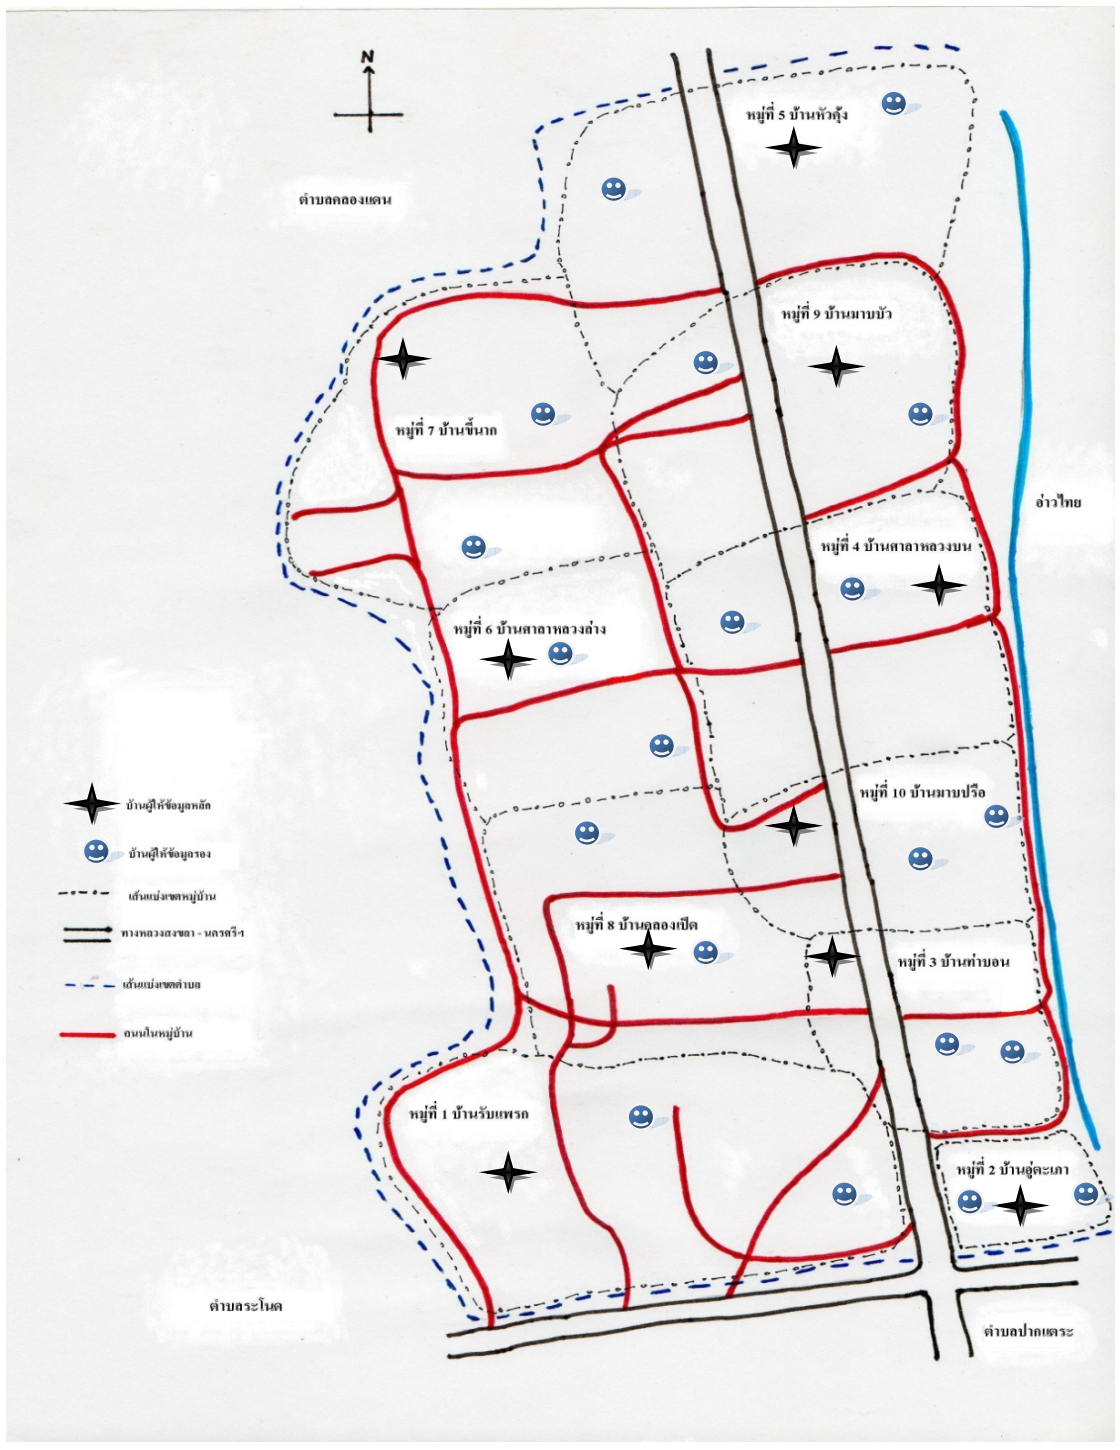 N
หมู่ที่ 5 บ้านหัวคุ้ง
ตำบลคลองแดน
หมู่ที่ 9 บ้านมาบบัว
หมู่ที่ 7 บ้านขี้นาก
อ่าวไทย
หมู่ที่ 4 บ้านศาลาหลวงบน
หมู่ที่ 6 บ้านศาลาหลวงล่าง
หมู่ที่ 10 บ้านมาบปรือ
บ้านผู้ให้ข้อมูลหลัก
บ้านผู้ให้ข้อมูลรอง
เส้นแบ่งเขตหมู่บ้าน
ทางหลวงสงขลา - นครศรีฯ
เส้นแบ่งเขตตำบล
ถนนในหมู่บ้าน
หมู่ที่ 8 บ้านคลองเป็ด
หมู่ที่ 3 บ้านท่าบอน
หมู่ที่ 1 บ้านรับแพรก
หมู่ที่ 2 บ้านอู่ตะเภา
ตำบลระโนด
ตำบลปากแตระ